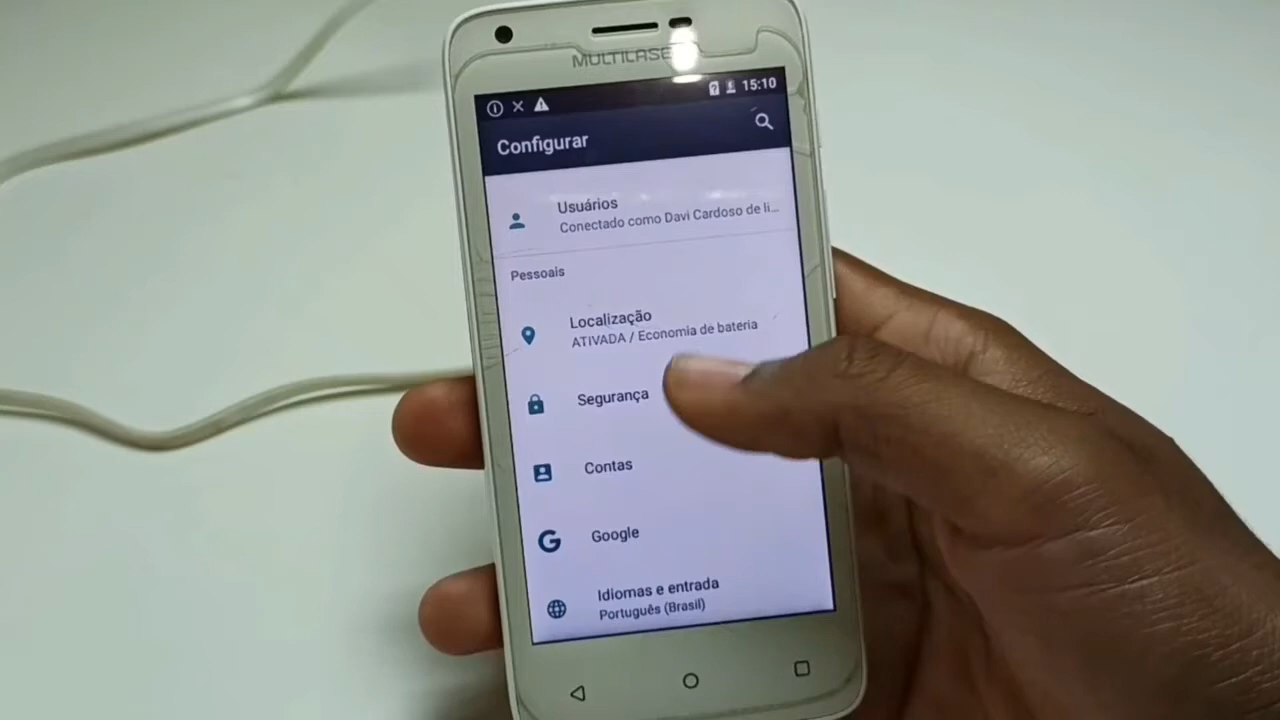 MULTILASER
15:10
Configurar
Usuários
Conectado como Davi Cardoso de li...
Pessoais
Localização
ATIVADA / Economia de bateria
Segurança
Contas
Google
Idiomas e entrada
Português (Brasil)